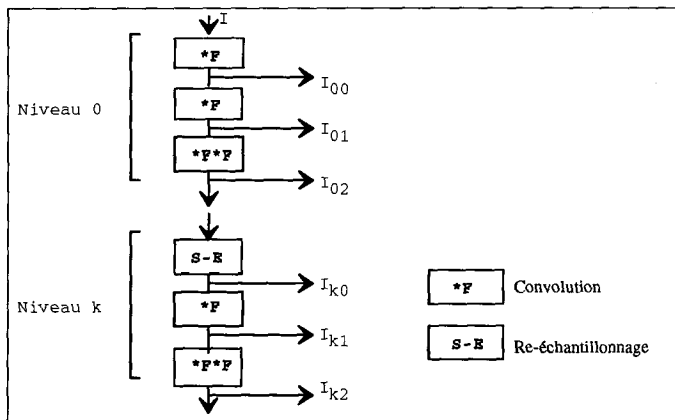 I
*F
I00
Niveau 0
*F
I01
*F*F
I02
S-E
Ik0
*F
Convolution
Niveau k
*F
Ik1
S-E
Re-échantillonnage
*F*F
Ik2